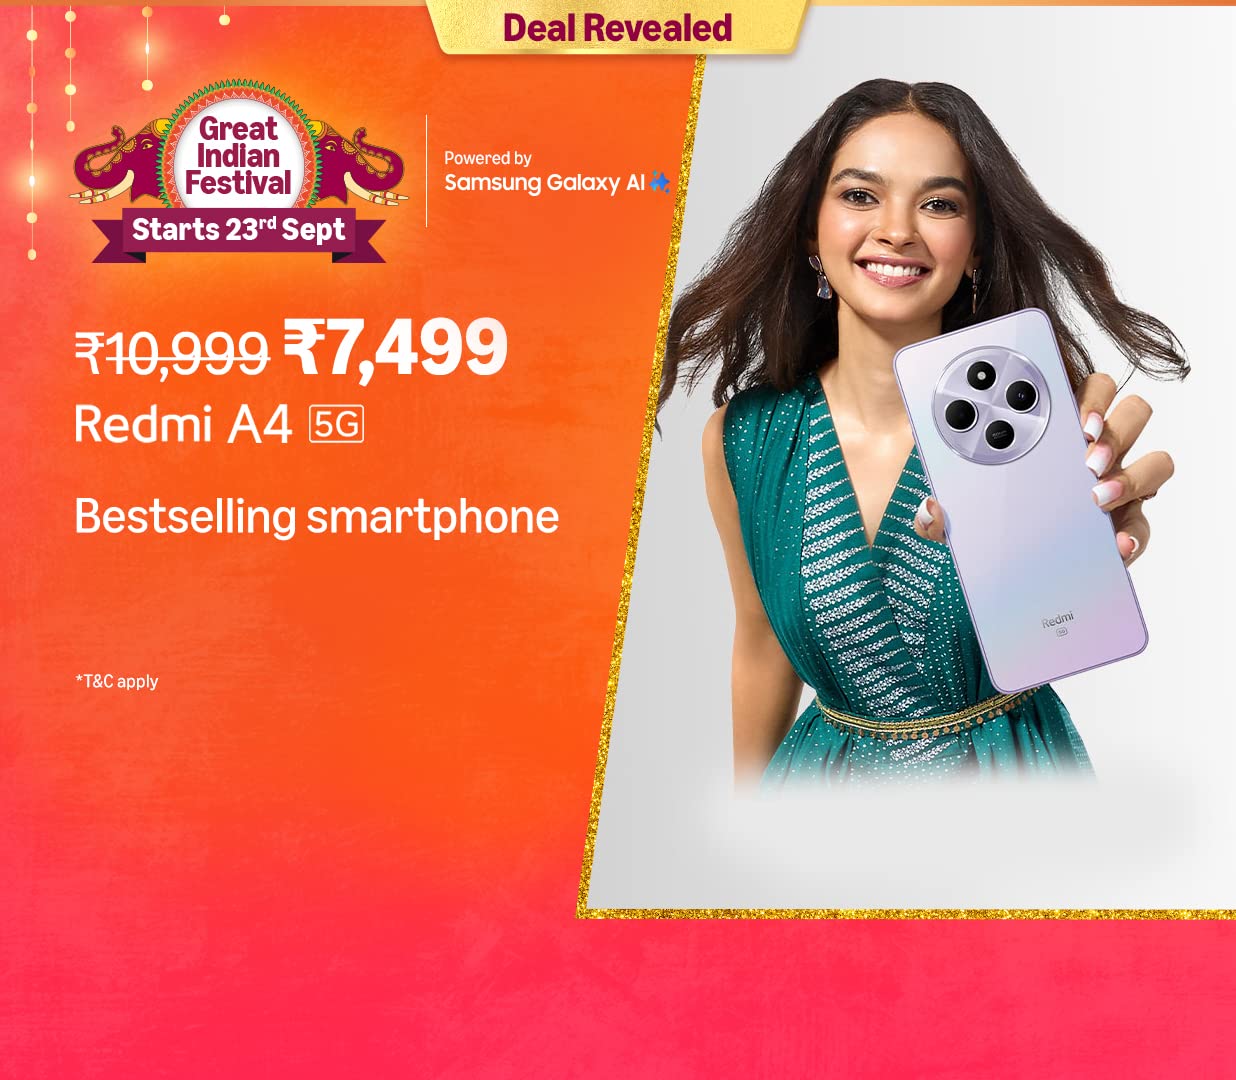 Deal Revealed
Great
Indian
Festival
Starts 23rd Sept
Powered by
Samsung Galaxy AI
₹10,999 ₹7,499
Redmi A4 5G
Bestselling smartphone
*T&C apply
Redmi
5G